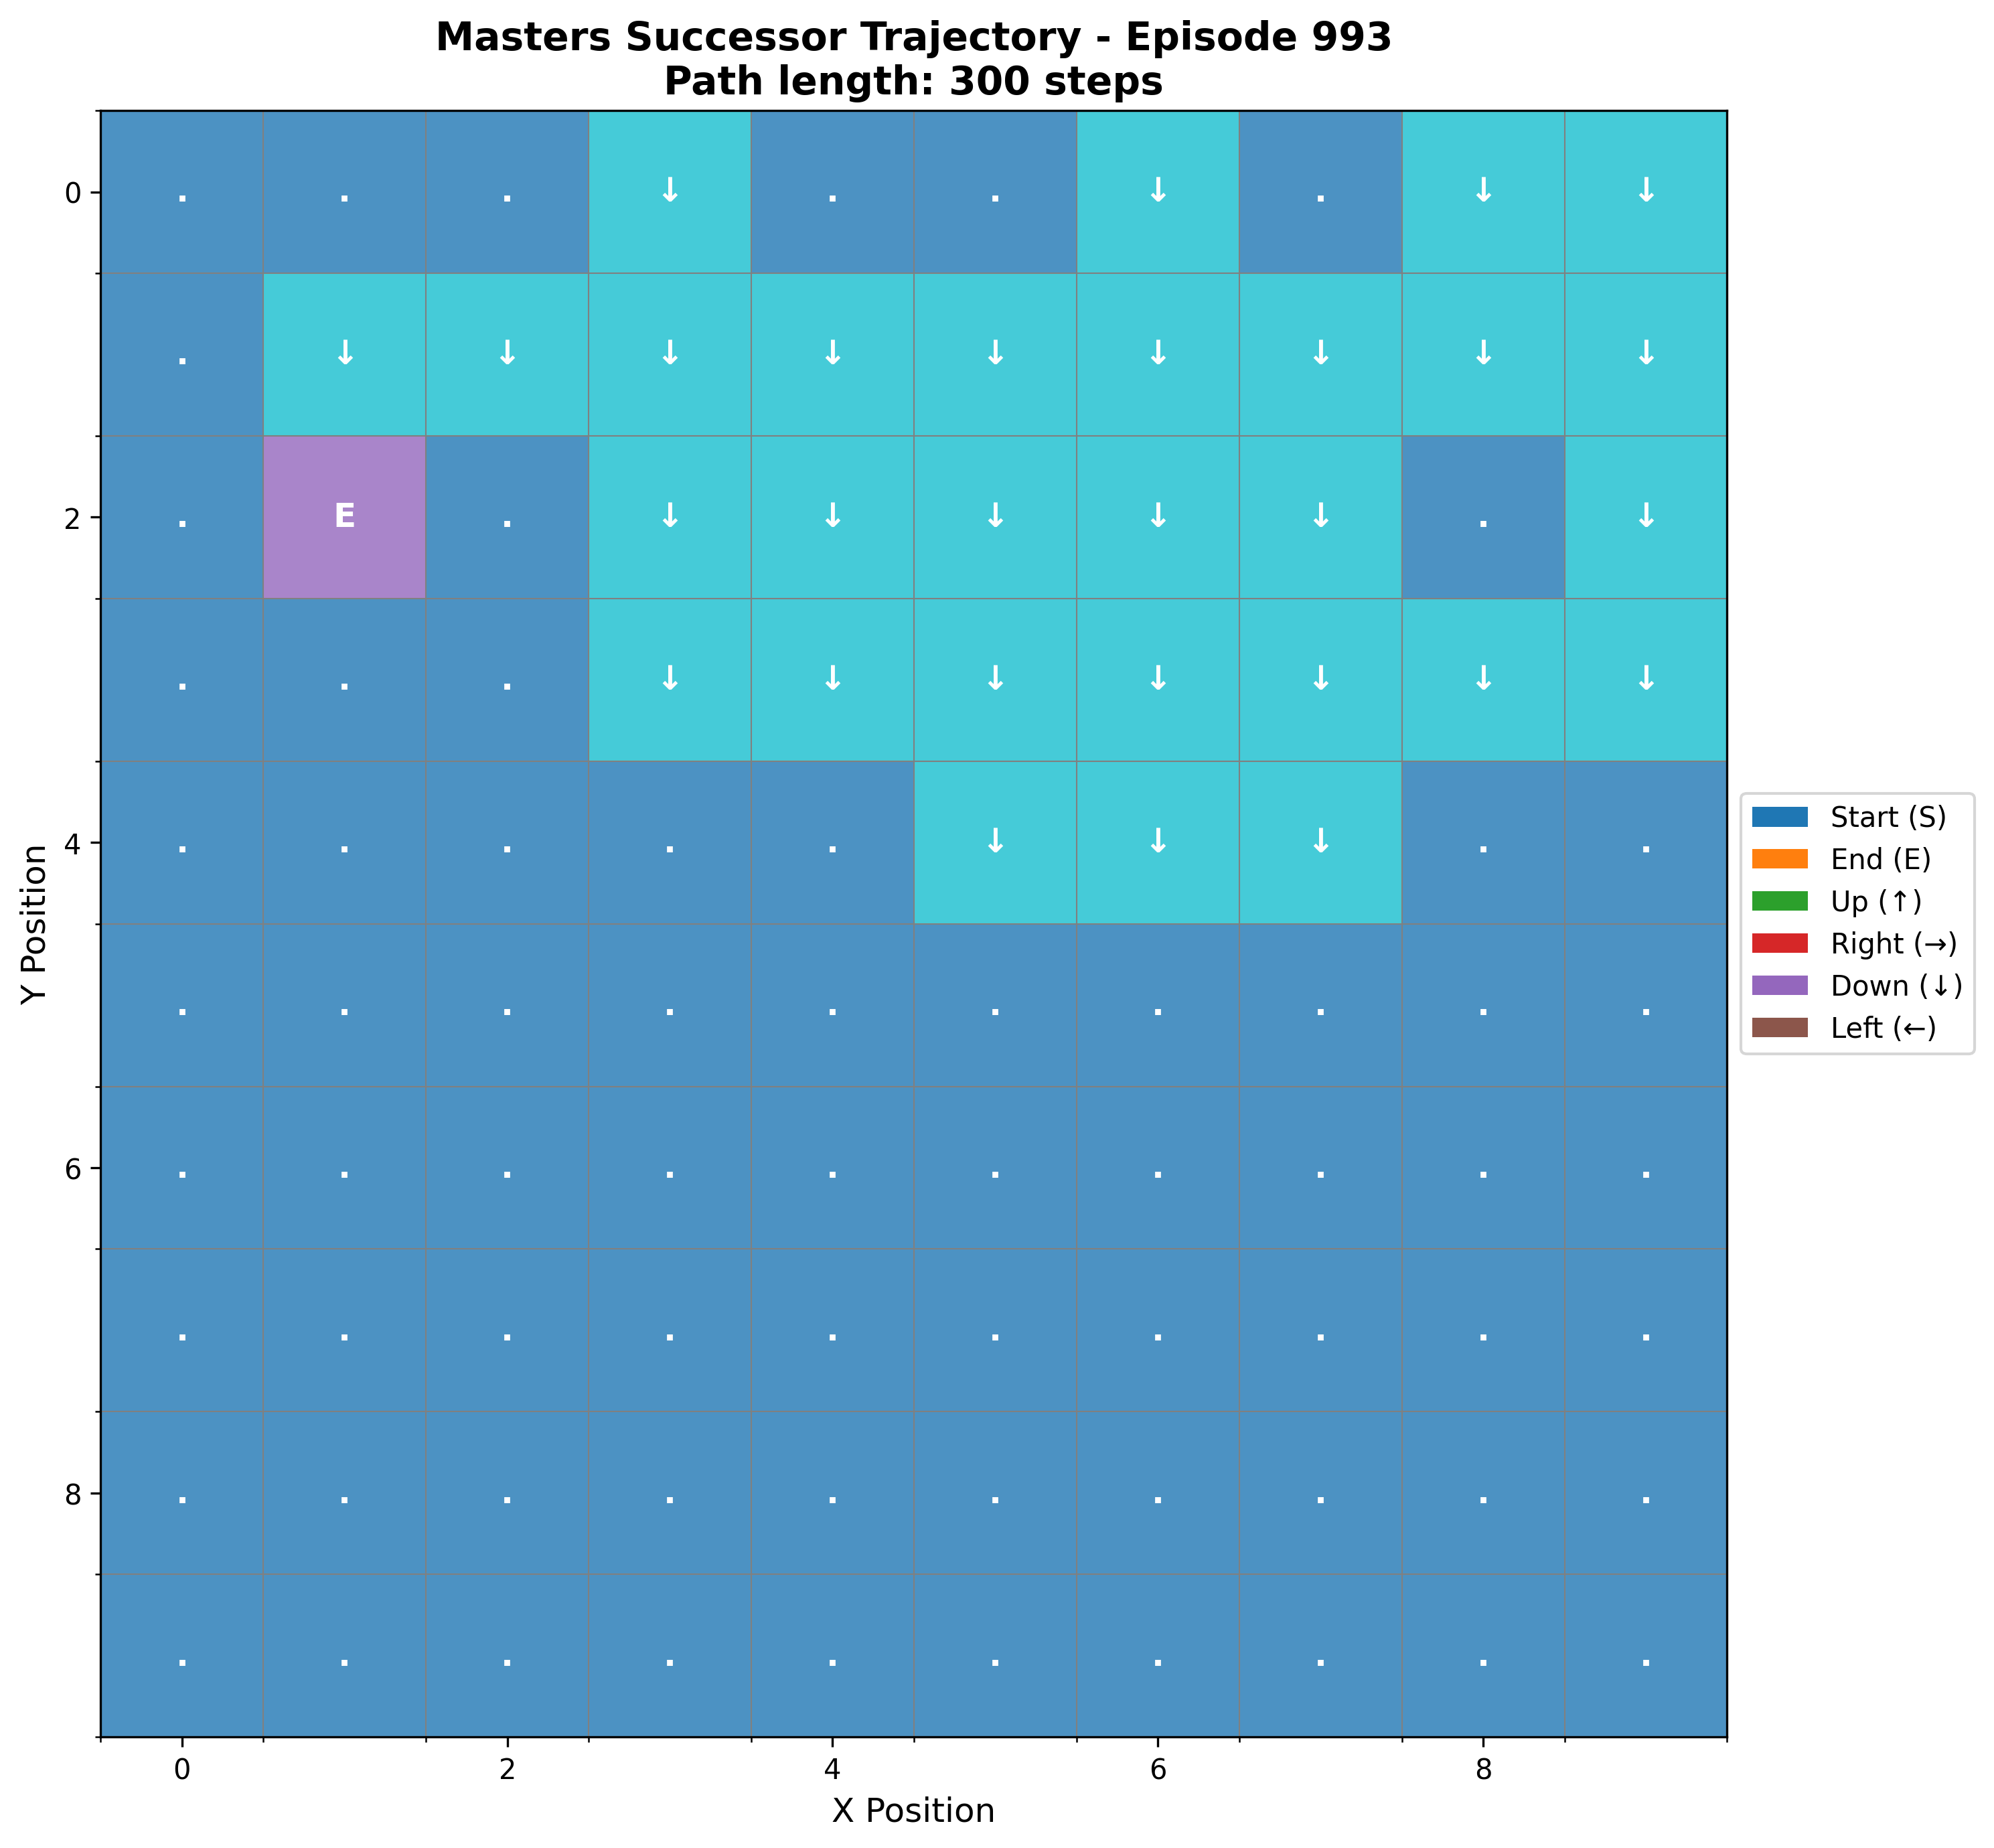 Masters Successor Trajectory - Episode 993
Path length: 300 steps
0 . . . ↓ . . ↓ . ↓ ↓
. ↓ ↓ ↓ ↓ ↓ ↓ ↓ ↓ ↓
2 . E . ↓ ↓ ↓ ↓ ↓ . ↓
. . . ↓ ↓ ↓ ↓ ↓ ↓ ↓
4 . . . . . ↓ ↓ ↓ . .
. . . . . . . . . .
6 . . . . . . . . . .
. . . . . . . . . .
8 . . . . . . . . . .
. . . . . . . . . .
0 2 4 6 8
X Position
Y Position
Start (S)
End (E)
Up (↑)
Right (→)
Down (↓)
Left (←)